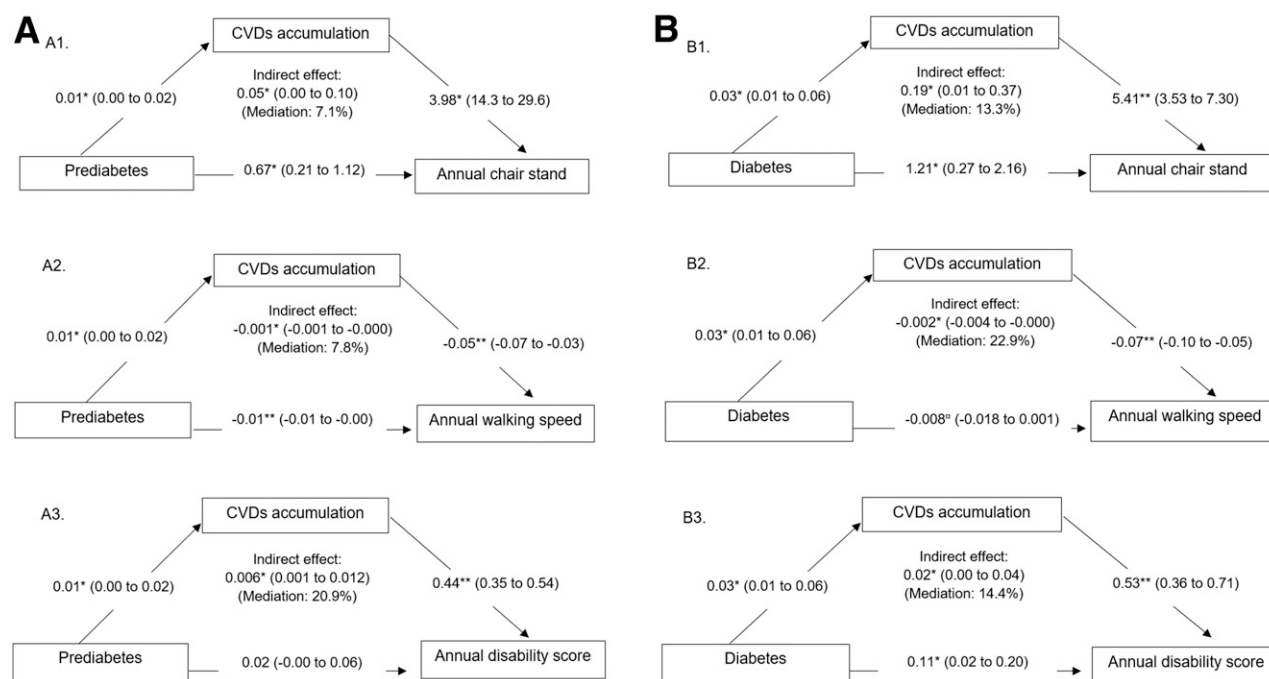 A
A1.
CVDs accumulation
Indirect effect:
0.05* (0.00 to 0.10)
(Mediation: 7.1%)
0.01* (0.00 to 0.02)
3.98* (14.3 to 29.6)
Prediabetes
0.67* (0.21 to 1.12)
Annual chair stand
A2.
CVDs accumulation
Indirect effect:
-0.001* (-0.001 to -0.000)
(Mediation: 7.8%)
0.01* (0.00 to 0.02)
-0.05** (-0.07 to -0.03)
Prediabetes
-0.01** (-0.01 to -0.00)
Annual walking speed
A3.
CVDs accumulation
Indirect effect:
0.006* (0.001 to 0.012)
(Mediation: 20.9%)
0.01* (0.00 to 0.02)
0.44** (0.35 to 0.54)
Prediabetes
0.02 (-0.00 to 0.06)
Annual disability score
B
B1.
CVDs accumulation
Indirect effect:
0.19* (0.01 to 0.37)
(Mediation: 13.3%)
0.03* (0.01 to 0.06)
5.41** (3.53 to 7.30)
Diabetes
1.21* (0.27 to 2.16)
Annual chair stand
B2.
CVDs accumulation
Indirect effect:
-0.002* (-0.004 to -0.000)
(Mediation: 22.9%)
0.03* (0.01 to 0.06)
-0.07** (-0.10 to -0.05)
Diabetes
-0.008¤ (-0.018 to 0.001)
Annual walking speed
B3.
CVDs accumulation
Indirect effect:
0.02* (0.00 to 0.04)
(Mediation: 14.4%)
0.03* (0.01 to 0.06)
0.53** (0.36 to 0.71)
Diabetes
0.11* (0.02 to 0.20)
Annual disability score